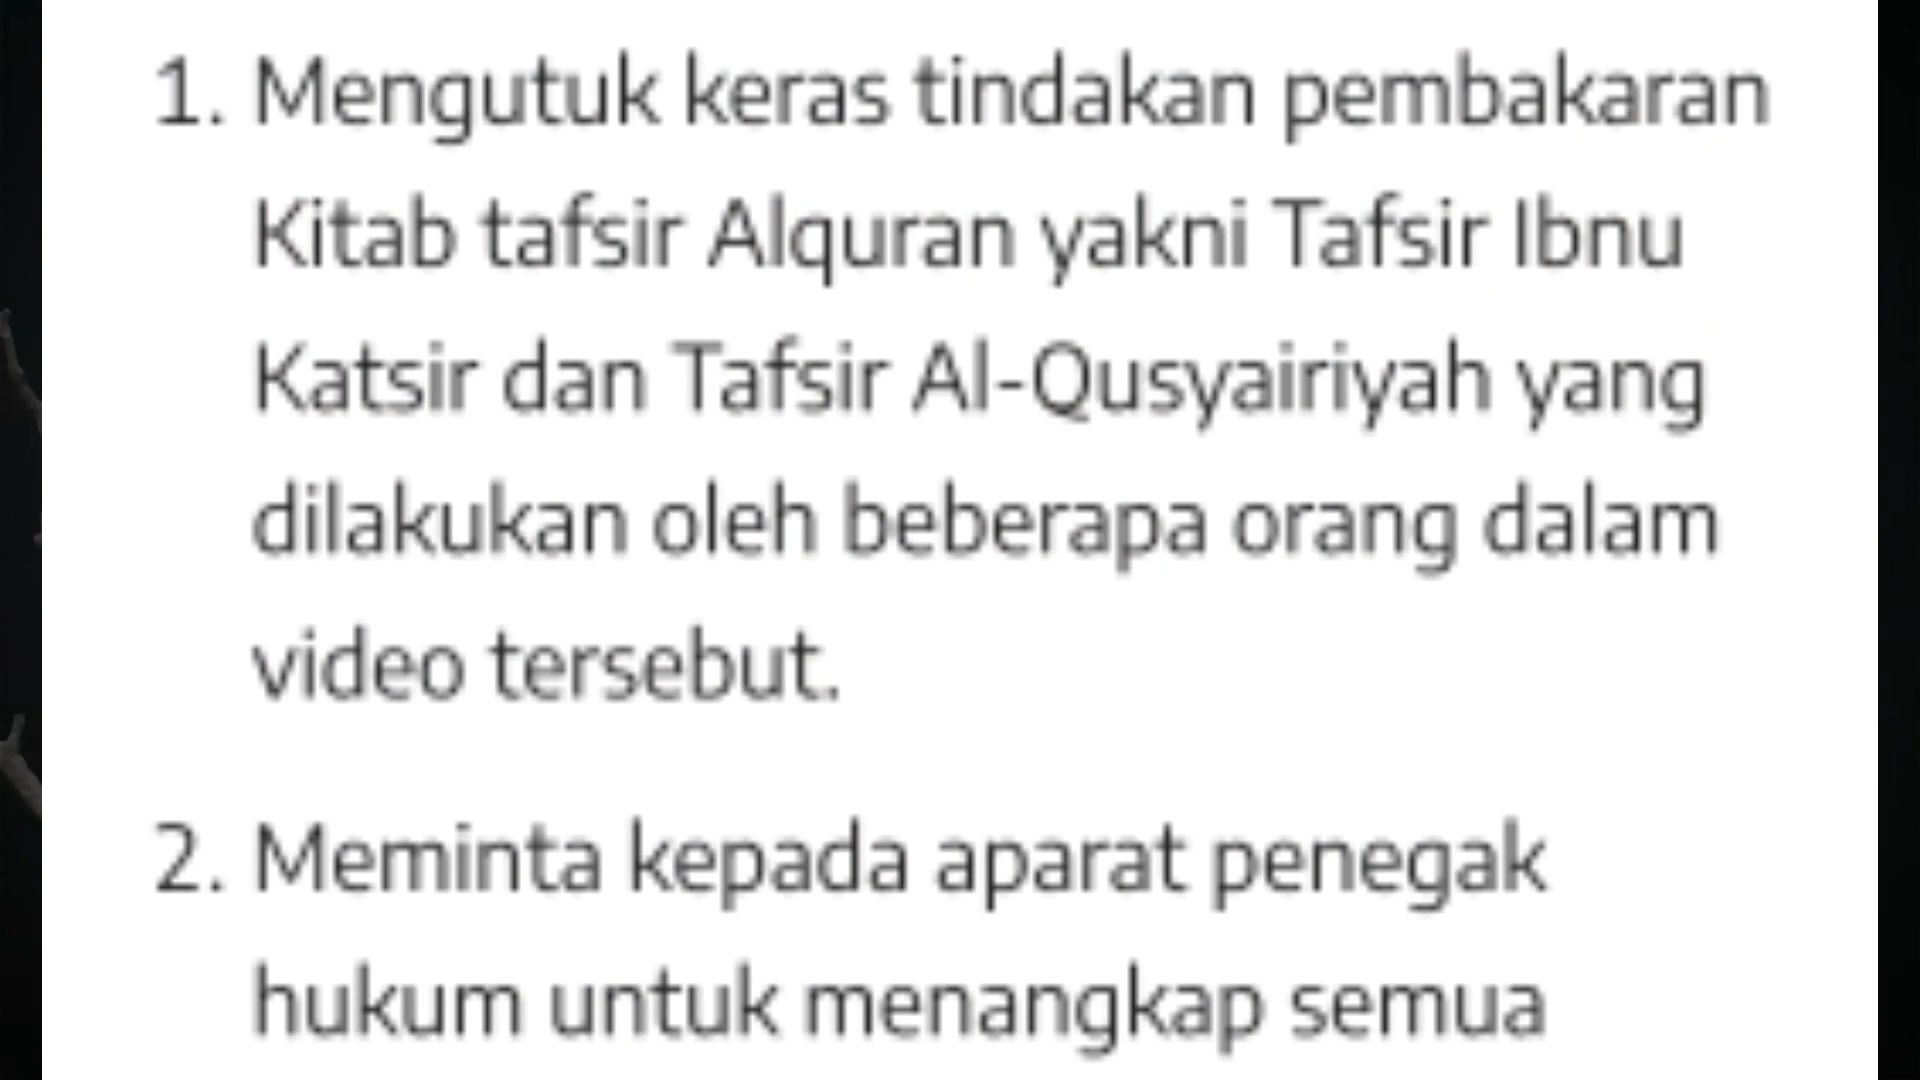 1. Mengutuk keras tindakan pembakaran
Kitab tafsir Alquran yakni Tafsir Ibnu
Katsir dan Tafsir Al-Qusyairiyah yang
dilakukan oleh beberapa orang dalam
video tersebut.
2. Meminta kepada aparat penegak
hukum untuk menangkap semua